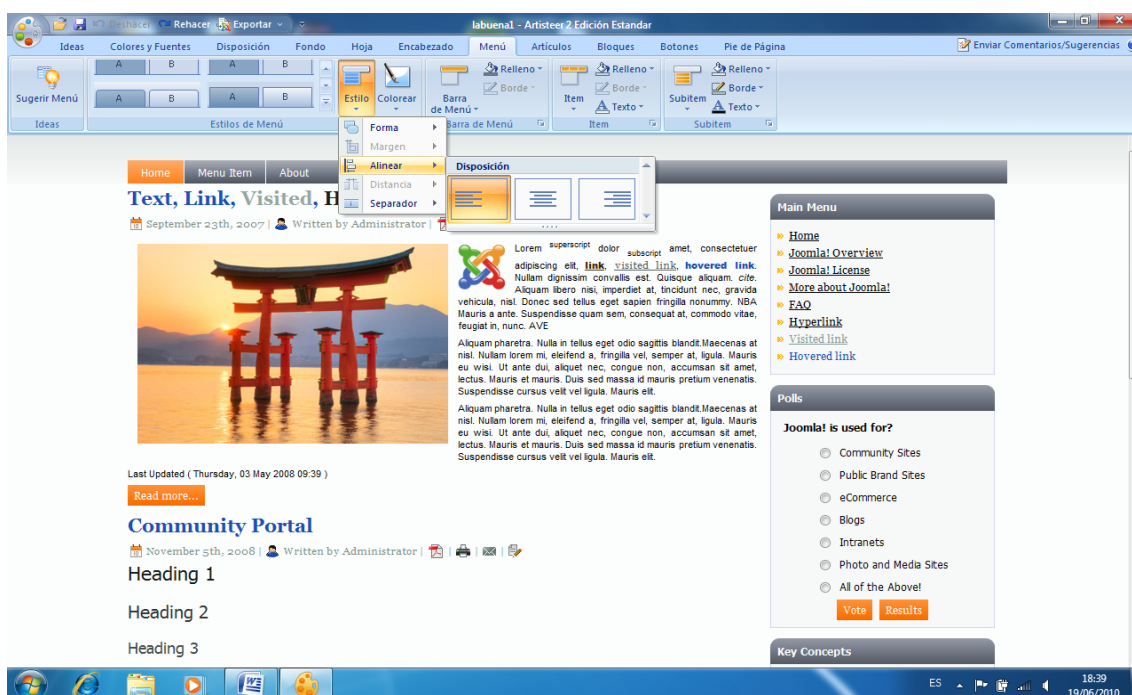 Deshacer Rehacer Exportar
labuena1 - Artisteer 2 Edición Estandar
Ideas Colores y Fuentes Disposición Fondo Hoja Encabezado Menú Artículos Bloques Botones Pie de Página
Enviar Comentarios/Sugerencias
A B A B
A B A B
Sugerir Menú
Estilo Colorear
Barra de Menú
Relleno
Borde
Item
Relleno
Borde
Texto
Subitem
Relleno
Borde
Texto
Ideas Estilos de Menú Barra de Menú Item Subitem
Forma
Margen
Alinear
Distancia
Separador
Disposición
Home Menu Item About
Text, Link, Visited, H
September 23th, 2007 | Written by Administrator |
Lorem superscript dolor subscript amet, consectetuer
adipiscing elit, link, visited link, hovered link.
Nullam dignissim convallis est. Quisque aliquam. cite.
Aliquam libero nisi, imperdiet at, tincidunt nec, gravida
vehicula, nisl. Donec sed tellus eget sapien fringilla nonummy. NBA
Mauris a ante. Suspendisse quam sem, consequat at, commodo vitae,
feugiat in, nunc. AVE
Aliquam pharetra. Nulla in tellus eget odio sagittis blandit.Maecenas at
nisl. Nullam lorem mi, eleifend a, fringilla vel, semper at, ligula. Mauris
eu wisi. Ut ante dui, aliquet nec, congue non, accumsan sit amet,
lectus. Mauris et mauris. Duis sed massa id mauris pretium venenatis.
Suspendisse cursus velit vel ligula. Mauris elit.
Aliquam pharetra. Nulla in tellus eget odio sagittis blandit.Maecenas at
nisl. Nullam lorem mi, eleifend a, fringilla vel, semper at, ligula. Mauris
eu wisi. Ut ante dui, aliquet nec, congue non, accumsan sit amet,
lectus. Mauris et mauris. Duis sed massa id mauris pretium venenatis.
Suspendisse cursus velit vel ligula. Mauris elit.
Last Updated ( Thursday, 03 May 2008 09:39 )
Read more...
Community Portal
November 5th, 2008 | Written by Administrator | | | |
Heading 1
Heading 2
Heading 3
Main Menu
Home
Joomla! Overview
Joomla! License
More about Joomla!
FAQ
Hyperlink
Visited link
Hovered link
Polls
Joomla! is used for?
Community Sites
Public Brand Sites
eCommerce
Blogs
Intranets
Photo and Media Sites
All of the Above!
Vote Results
Key Concepts
ES
18:39
19/06/2010